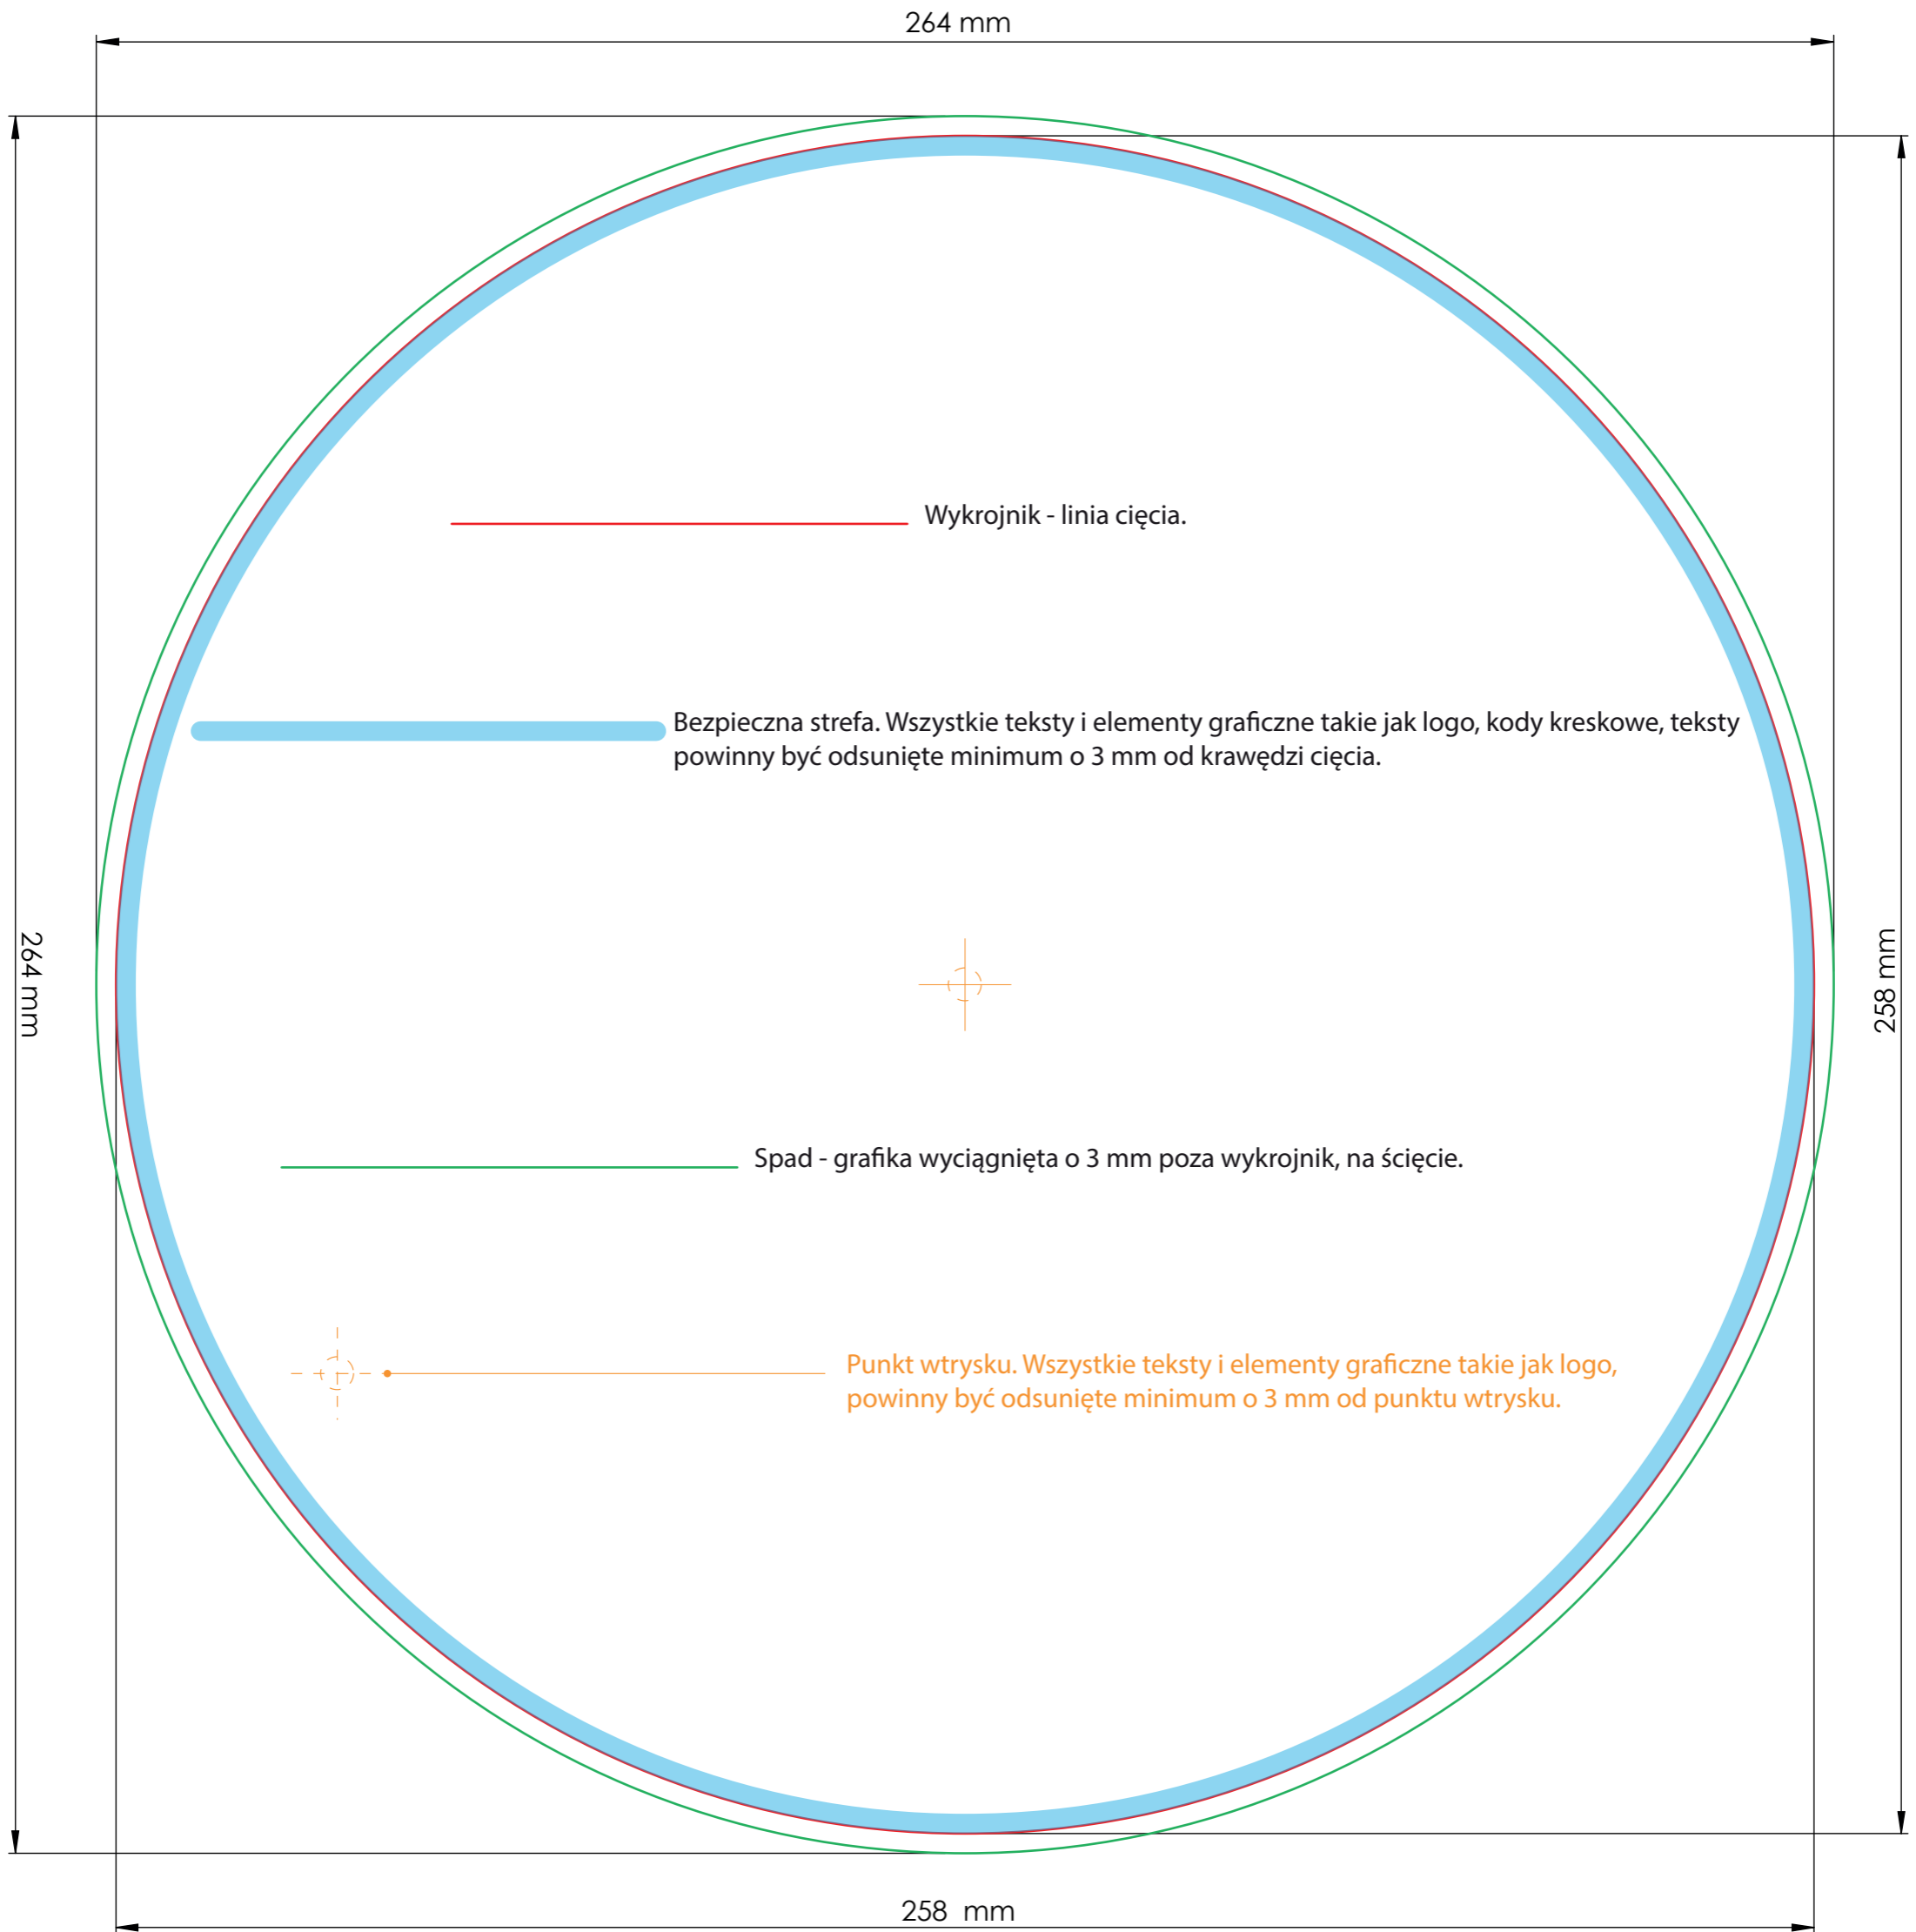 264 mm
Wykrojnik - linia cięcia.
Bezpieczna strefa. Wszystkie teksty i elementy graficzne takie jak logo, kody kreskowe, teksty
powinny być odsunięte minimum o 3 mm od krawędzi cięcia.
264 mm
258 mm
Spad - grafika wyciągnięta o 3 mm poza wykrojnik, na ścięcie.
Punkt wtrysku. Wszystkie teksty i elementy graficzne takie jak logo,
powinny być odsunięte minimum o 3 mm od punktu wtrysku.
258 mm